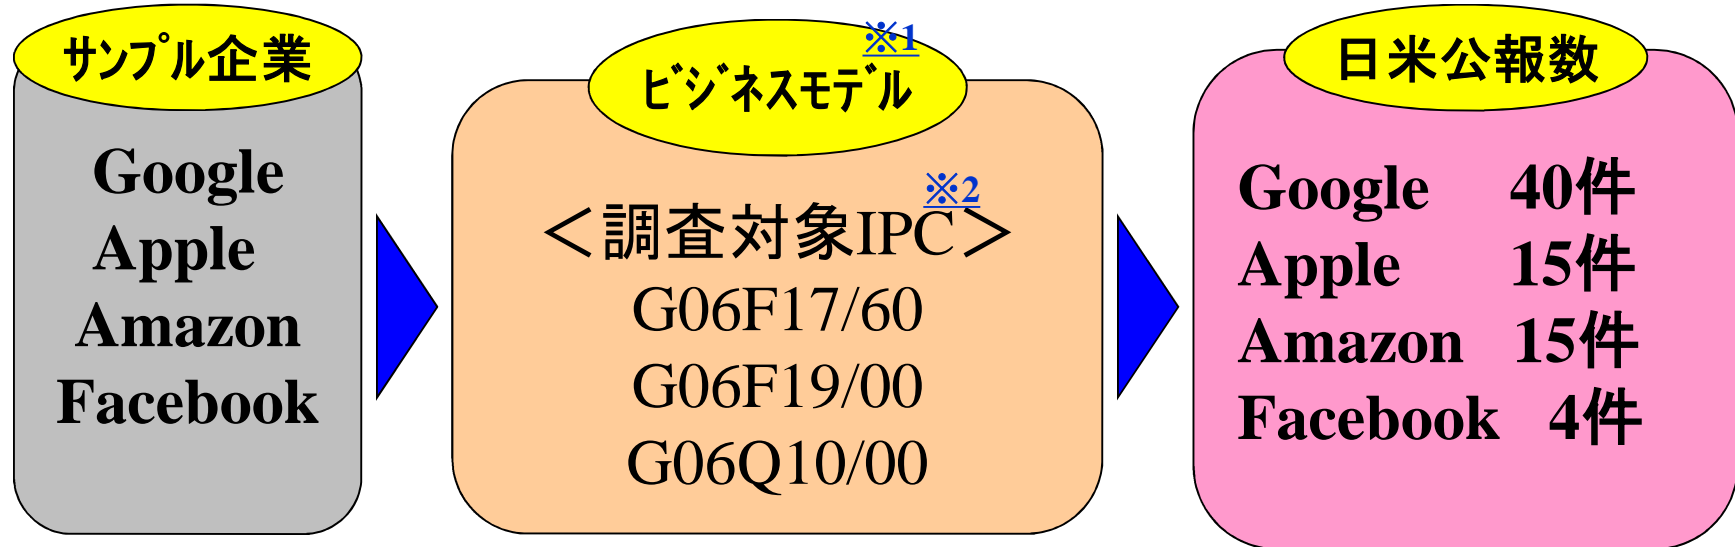 サンプル企業
Google
Apple
Amazon
Facebook
※1
ビジネスモデル
※2
＜調査対象IPC＞
G06F17/60
G06F19/00
G06Q10/00
日米公報数
Google 40件
Apple 15件
Amazon 15件
Facebook 4件